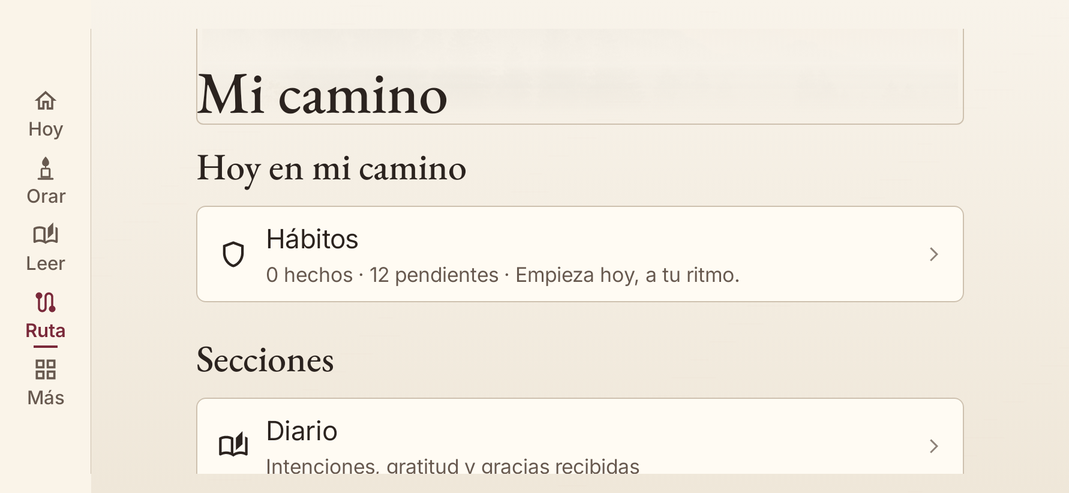 Hoy
Orar
Leer
Ruta
Más
Mi camino
Hoy en mi camino
Hábitos
0 hechos · 12 pendientes · Empieza hoy, a tu ritmo.
Secciones
Diario
Intenciones, gratitud y gracias recibidas